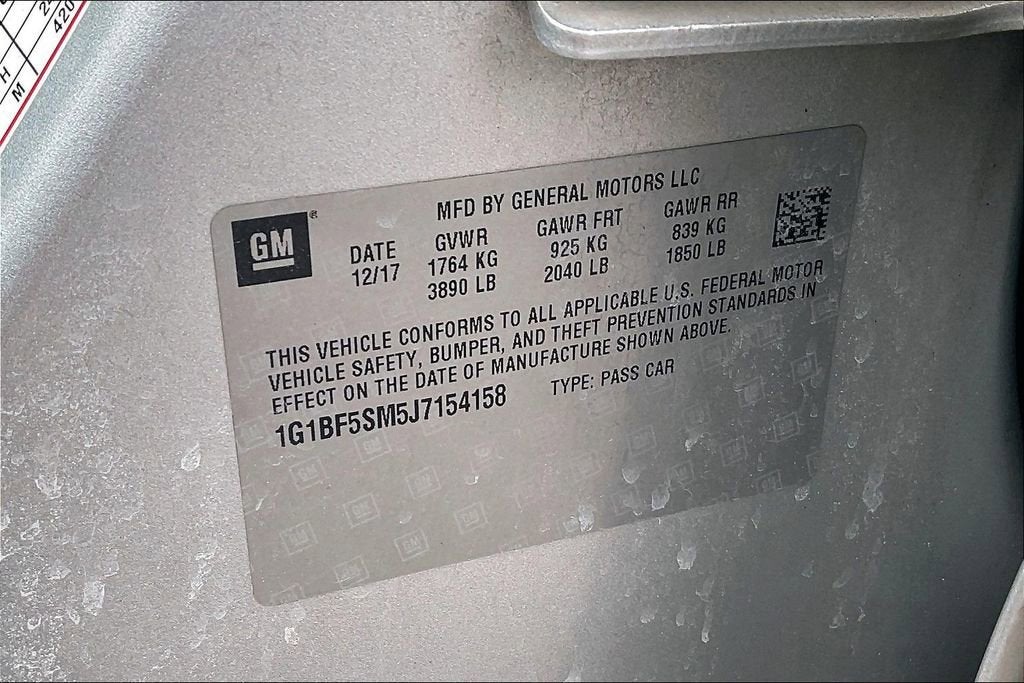 2
420
H
M
GM®
MFD BY GENERAL MOTORS LLC
DATE GVWR GAWR FRT GAWR RR
12/17 1764 KG 925 KG 839 KG
3890 LB 2040 LB 1850 LB
THIS VEHICLE CONFORMS TO ALL APPLICABLE U.S. FEDERAL MOTOR
VEHICLE SAFETY, BUMPER, AND THEFT PREVENTION STANDARDS IN
EFFECT ON THE DATE OF MANUFACTURE SHOWN ABOVE.
1G1BF5SM5J7154158 TYPE: PASS CAR